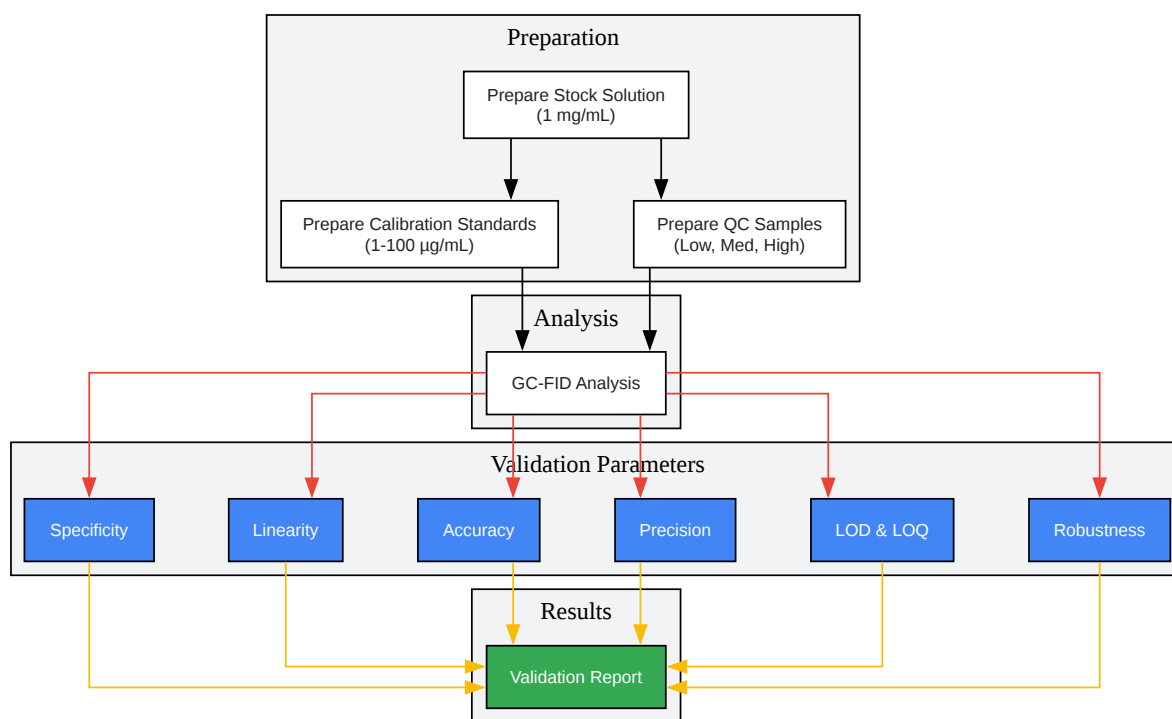 Preparation
Prepare Stock Solution
(1 mg/mL)
Prepare Calibration Standards
(1-100 µg/mL)
Prepare QC Samples
(Low, Med, High)
Analysis
GC-FID Analysis
Validation Parameters
Specificity
Linearity
Accuracy
Precision
LOD & LOQ
Robustness
Results
Validation Report